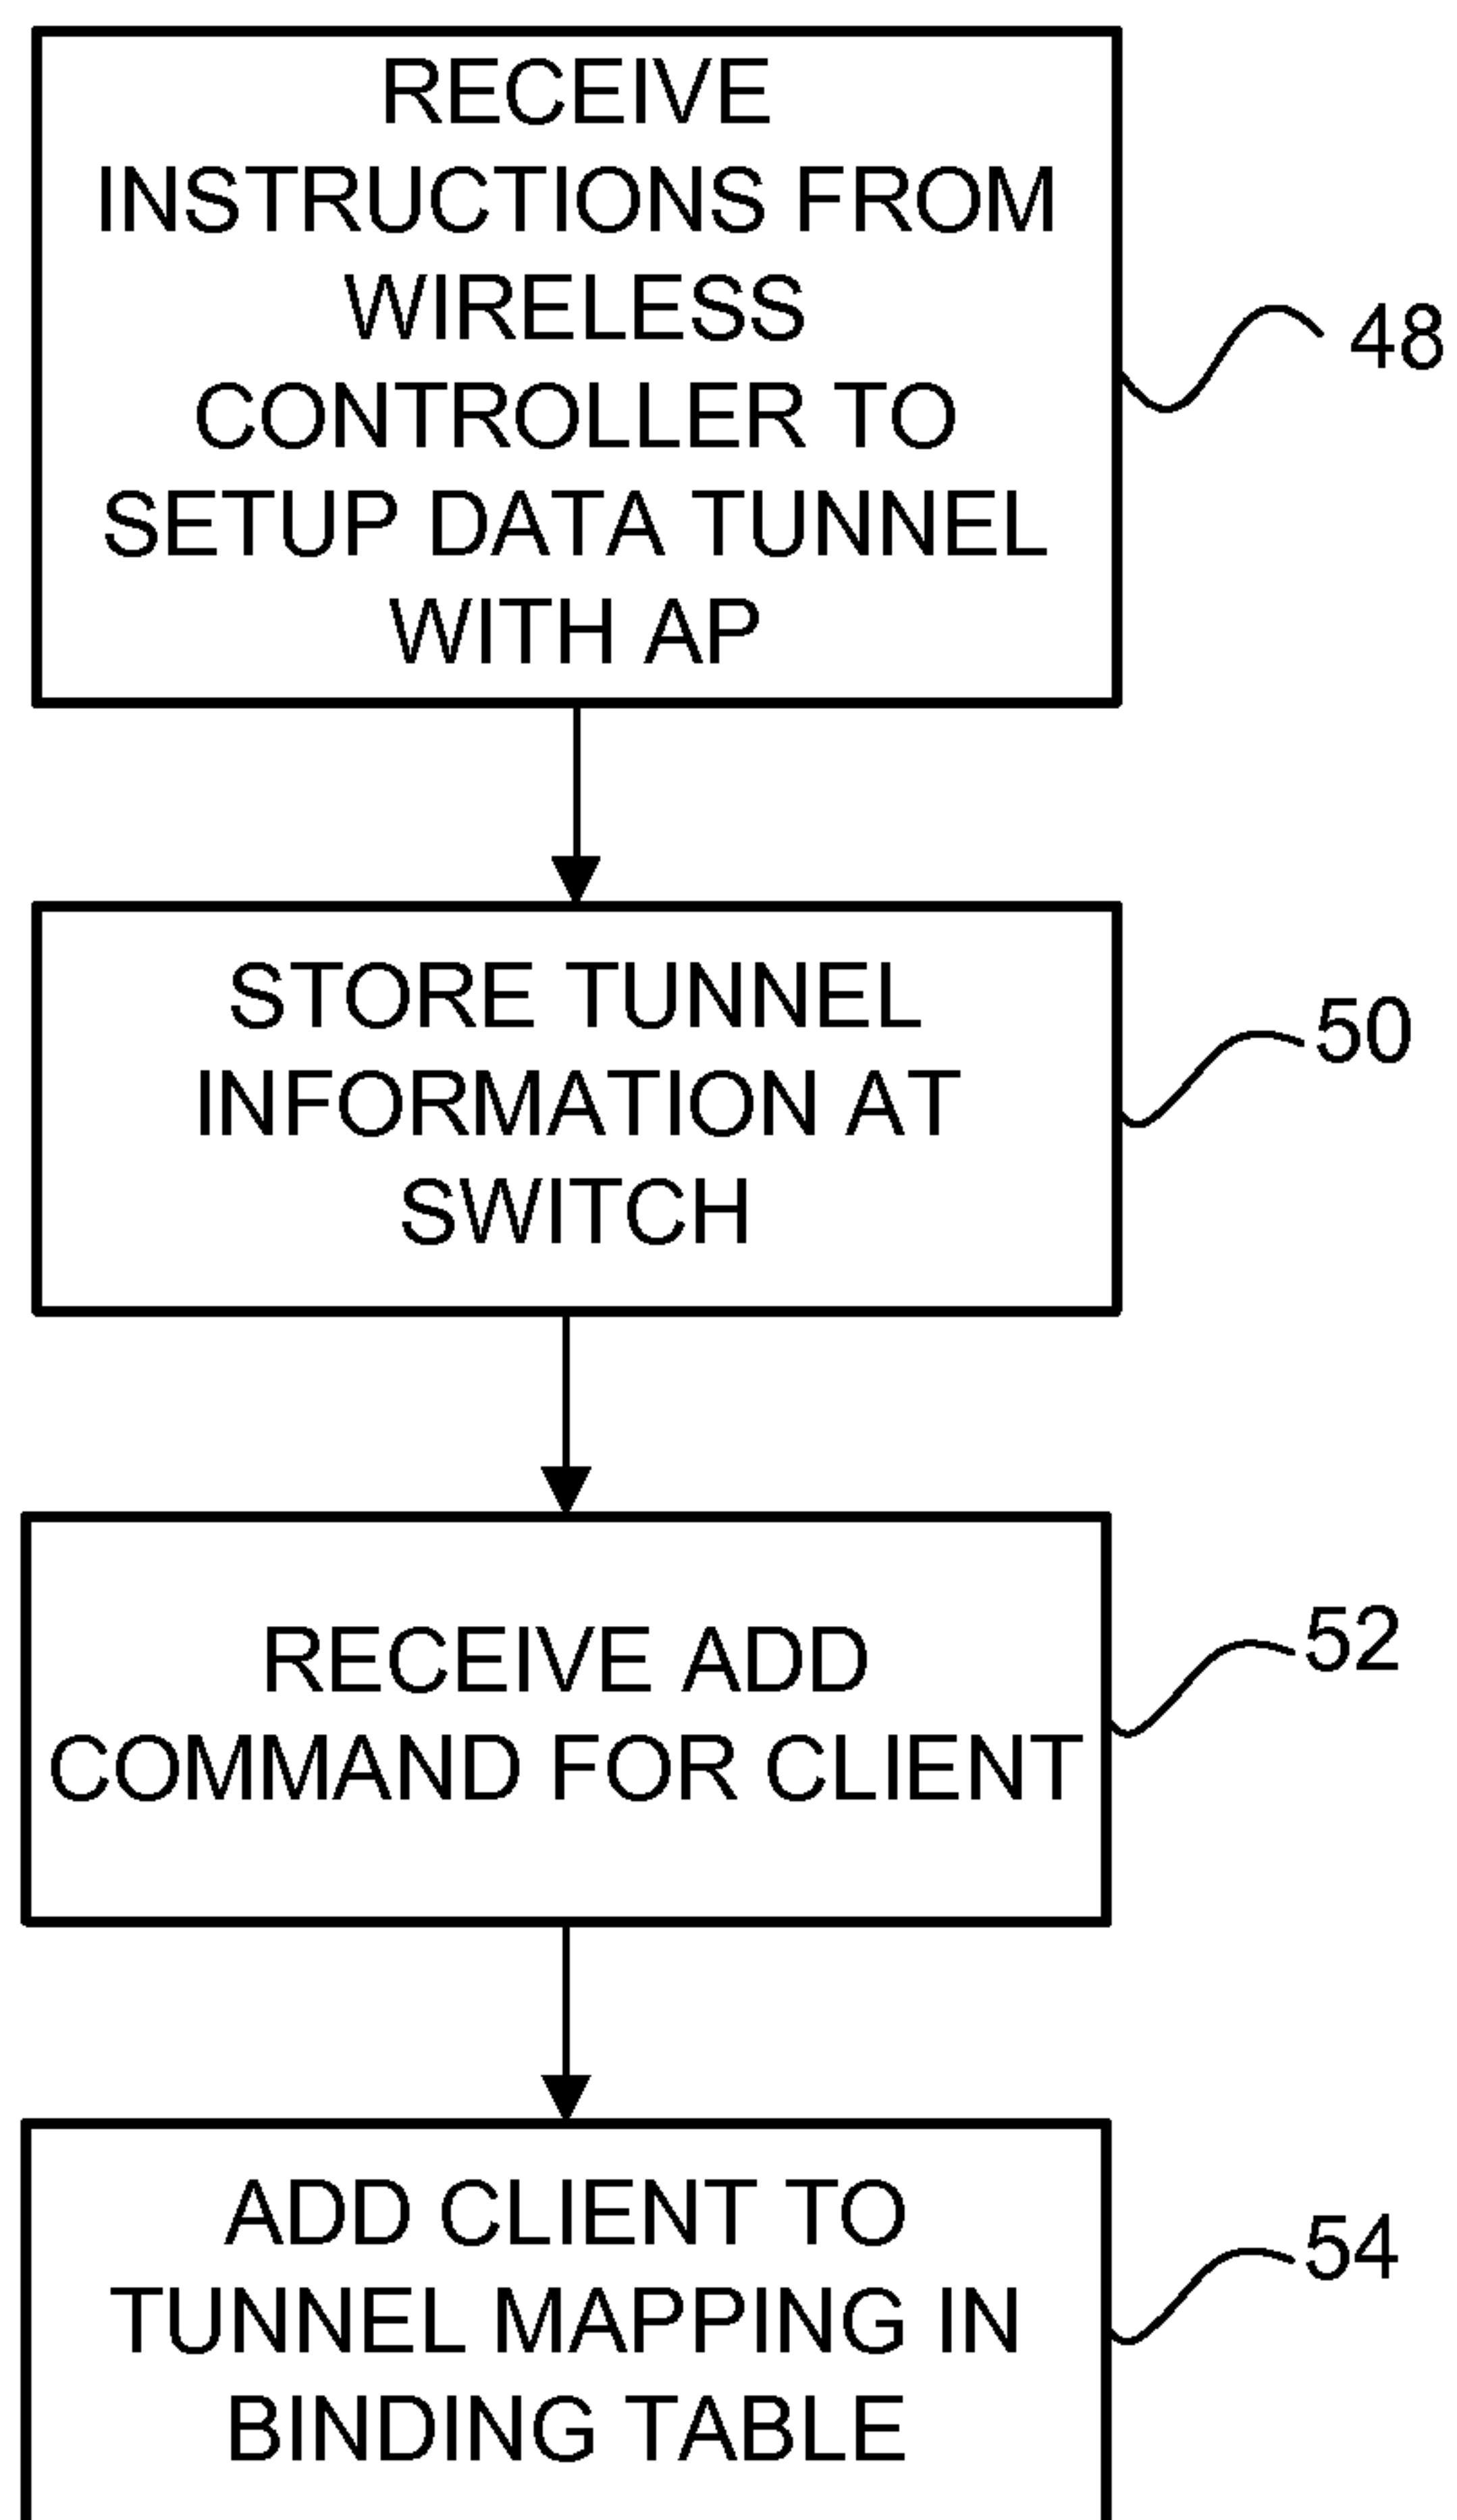 RECEIVE
INSTRUCTIONS FROM
WIRELESS
CONTROLLER TO
SETUP DATA TUNNEL
WITH AP
48
STORE TUNNEL
INFORMATION AT
SWITCH
50
RECEIVE ADD
COMMAND FOR CLIENT
52
ADD CLIENT TO
TUNNEL MAPPING IN
BINDING TABLE
54